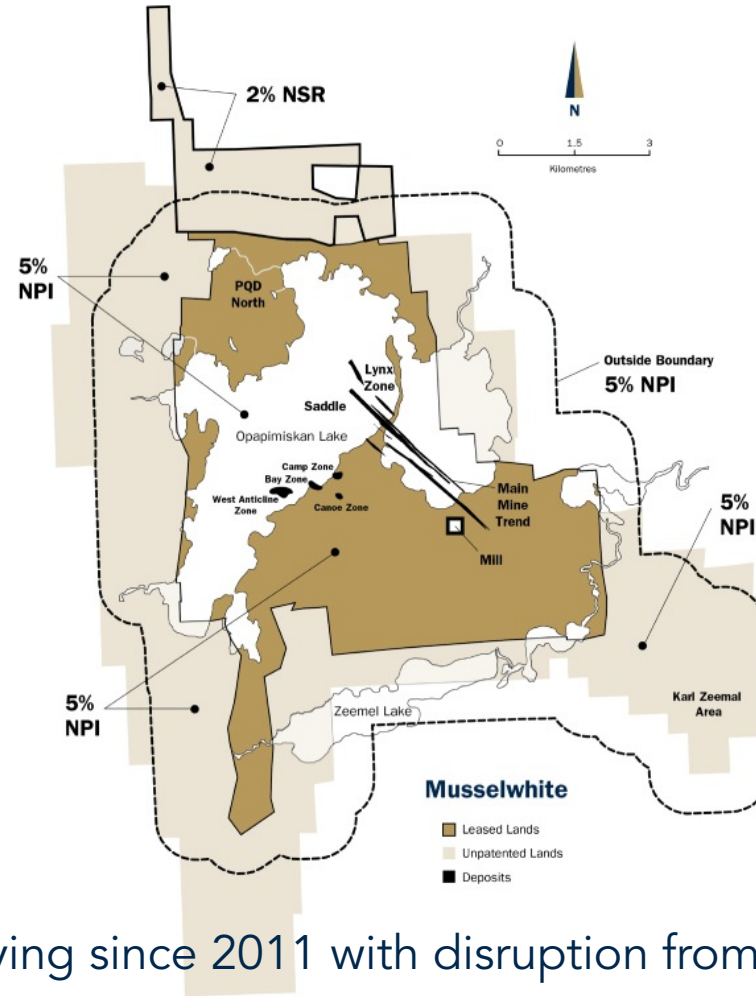 2% NSR
N
0 1.5 3
Kilometres
5%
NPI
PQD
North
Outside Boundary
5% NPI
Lynx
Zone
Saddle
Opapimiskan Lake
Camp Zone
Bay Zone
West Anticline
Zone
Canoe Zone
Main
Mine
Trend
Mill
5%
NPI
5%
NPI
Karl Zeemal
Area
Zeemel Lake
Musselwhite
Leased Lands
Unpatented Lands
Deposits
since 2011 with disruption from